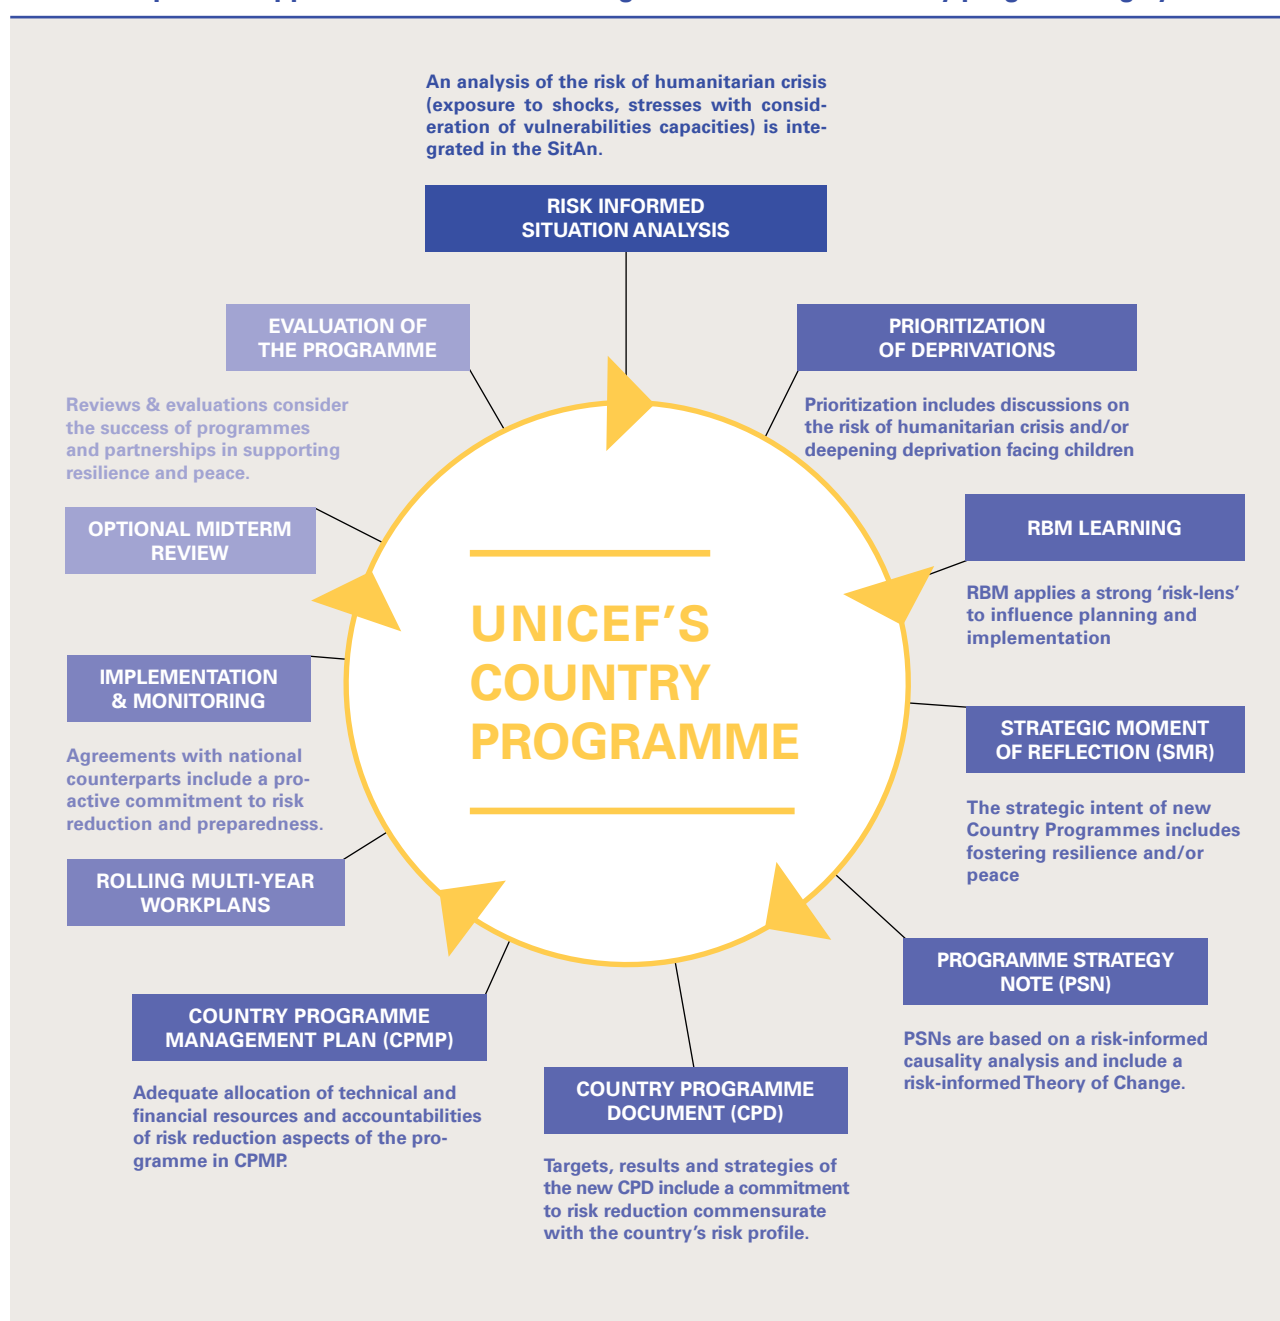 An analysis of the risk of humanitarian crisis
(exposure to shocks, stresses with consid-
eration of vulnerabilities capacities) is inte-
grated in the SitAn.
RISK INFORMED
SITUATION ANALYSIS
PRIORITIZATION
OF DEPRIVATIONS
Prioritization includes discussions on
the risk of humanitarian crisis and/or
deepening deprivation facing children
RBM LEARNING
RBM applies a strong ‘risk-lens’
to influence planning and
implementation
STRATEGIC MOMENT
OF REFLECTION (SMR)
The strategic intent of new
Country Programmes includes
fostering resilience and/or
peace
PROGRAMME STRATEGY
NOTE (PSN)
PSNs are based on a risk-informed
causality analysis and include a
risk-informed Theory of Change.
COUNTRY PROGRAMME
DOCUMENT (CPD)
Targets, results and strategies of
the new CPD include a commitment
to risk reduction commensurate
with the country’s risk profile.
COUNTRY PROGRAMME
MANAGEMENT PLAN (CPMP)
Adequate allocation of technical and
financial resources and accountabilities
of risk reduction aspects of the pro-
gramme in CPMP.
ROLLING MULTI-YEAR
WORKPLANS
IMPLEMENTATION
& MONITORING
Agreements with national
counterparts include a pro-
active commitment to risk
reduction and preparedness.
OPTIONAL MIDTERM
REVIEW
EVALUATION OF
THE PROGRAMME
Reviews & evaluations consider
the success of programmes
and partnerships in supporting
resilience and peace.
UNICEF’S
COUNTRY
PROGRAMME